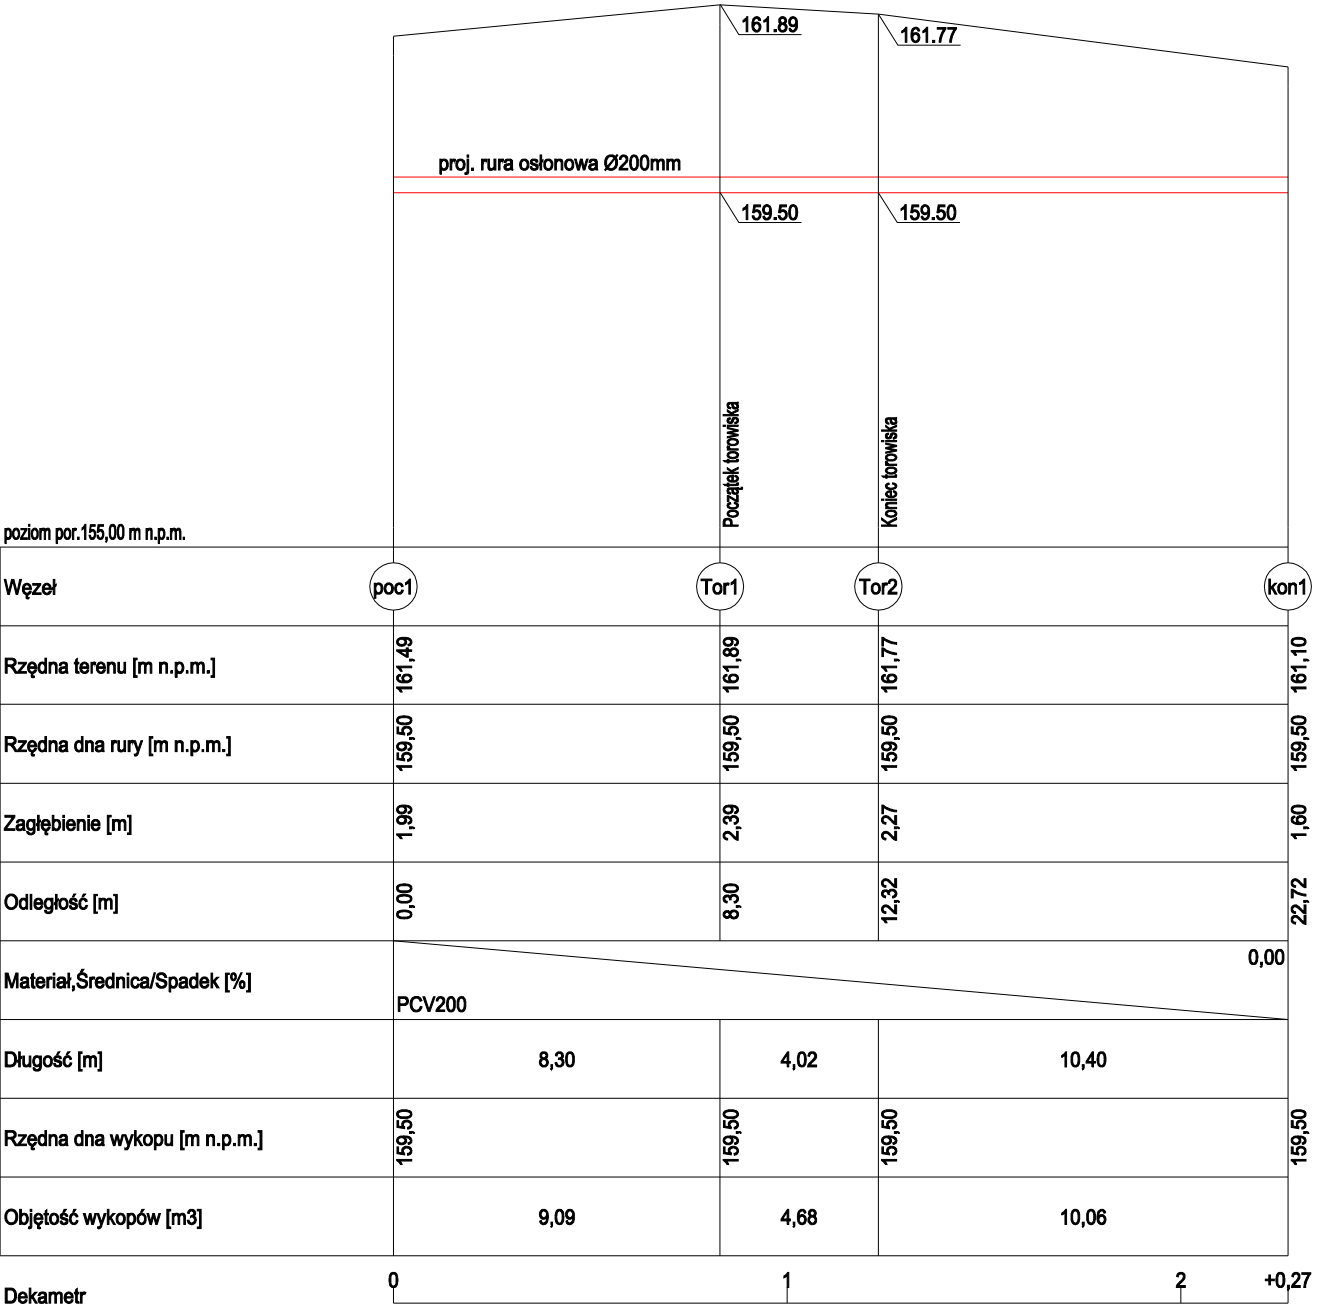 161.89
161.77
proj. rura osłonowa Ø200mm
159.50
159.50
Początek torowiska
Koniec torowiska
poziom por.155,00 m n.p.m.
Węzeł poc1 Tor1 Tor2 kon1
Rzędna terenu [m n.p.m.] 161,49 161,89 161,77 161,10
Rzędna dna rury [m n.p.m.] 159,50 159,50 159,50 159,50
Zagłębienie [m] 1,99 2,39 2,27 1,60
Odległość [m] 0,00 8,30 12,32 22,72
Materiał,Średnica/Spadek [%] PCV200 0,00
Długość [m] 8,30 4,02 10,40
Rzędna dna wykopu [m n.p.m.] 159,50 159,50 159,50 159,50
Objętość wykopów [m3] 9,09 4,68 10,06
Dekametr 0 1 2 +0,27